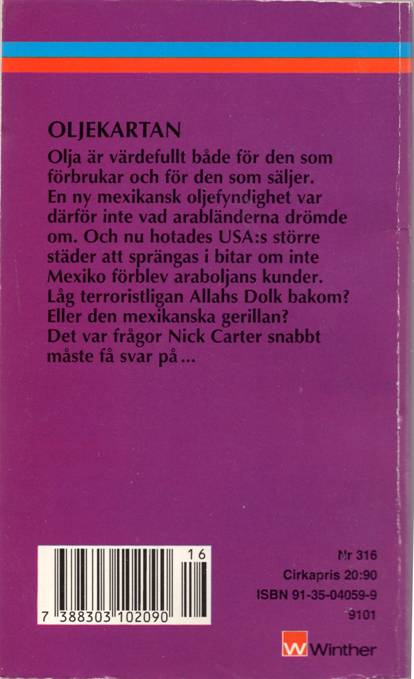 OLJEKARTAN
Olja är värdefullt både för den som
förbrukar och för den som säljer.
En ny mexikansk oljefyndighet var
därför inte vad arabländerna drömde
om. Och nu hotades USA:s större
städer att sprängas i bitar om inte
Mexiko förblev araboljans kunder.
Låg terroristligan Allahs Dolk bakom?
Eller den mexikanska gerillan?
Det var frågor Nick Carter snabbt
måste få svar på...
16
7 388303 102090
Nr 316
Cirkapris 20:90
ISBN 91-35-04059-9
9101
W Winther